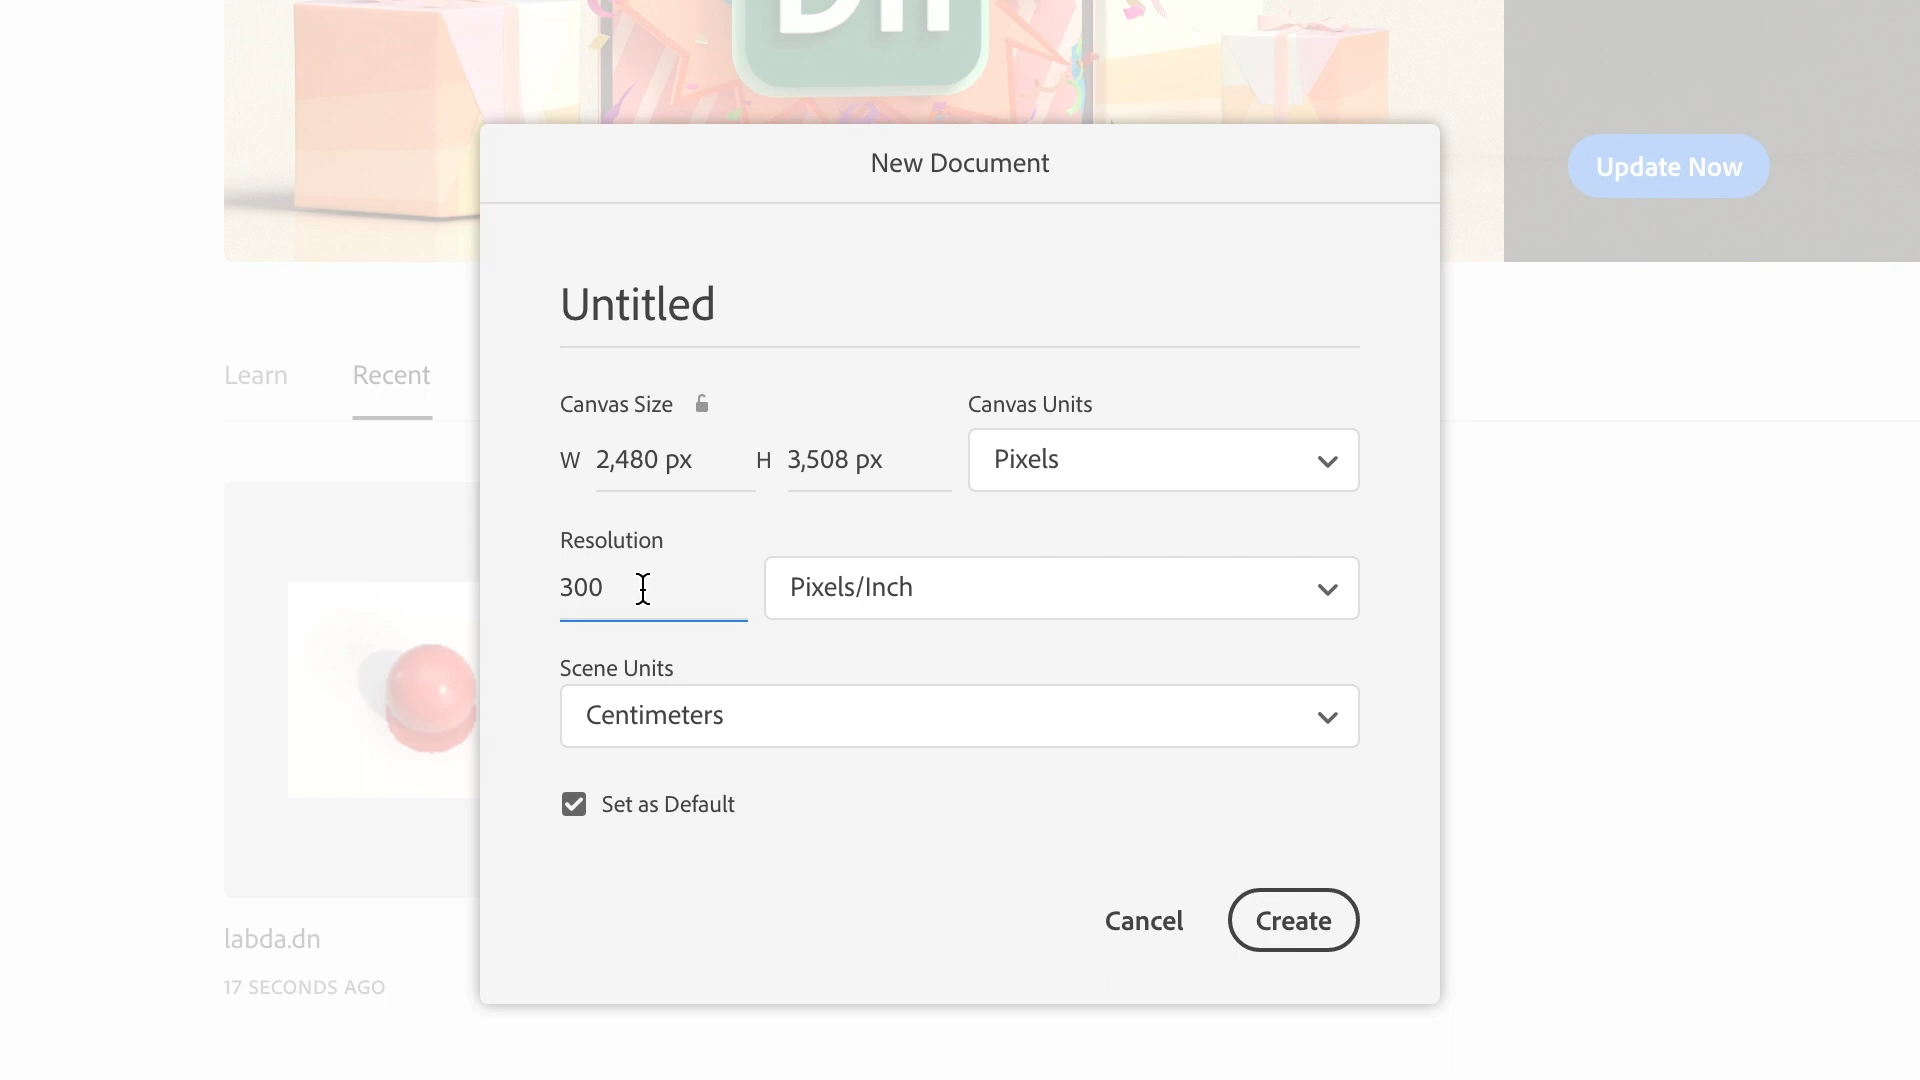 Dn
Update Now
New Document
Untitled
Learn
Recent
Canvas Size
Canvas Units
W 2,480 px H 3,508 px
Pixels
Resolution
300
Pixels/Inch
Scene Units
Centimeters
Set as Default
Cancel
Create
labda.dn
17 SECONDS AGO